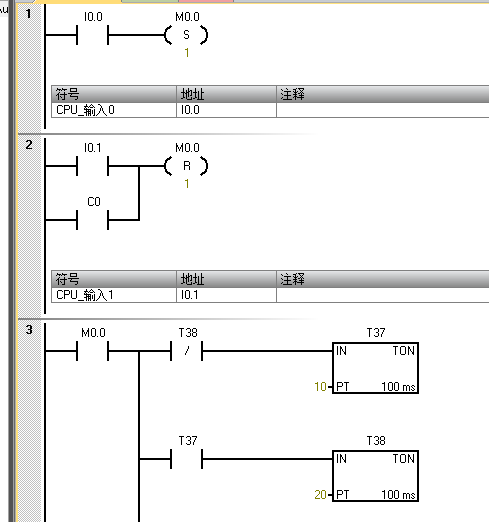 1
I0.0 M0.0
S
1
符号 地址 注释
CPU_输入0 I0.0
2
I0.1 M0.0
R
1
C0
符号 地址 注释
CPU_输入1 I0.1
3
M0.0 T38 T37
/ IN TON
10 PT 100 ms
T37 T38
IN TON
20 PT 100 ms